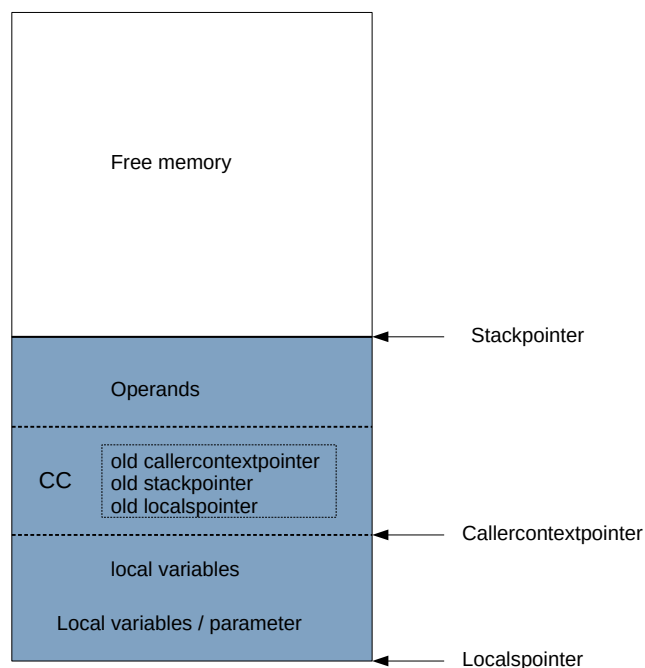 Free memory
Stackpointer
Operands
CC
old callercontextpointer
old stackpointer
old localspointer
Callercontextpointer
local variables
Local variables / parameter
Localspointer